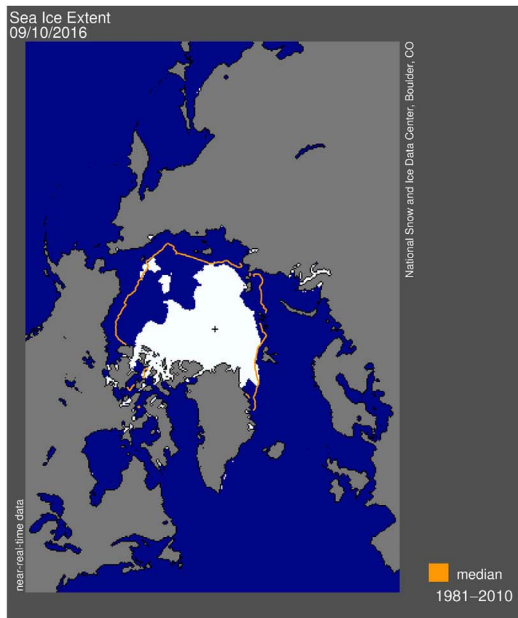 Sea Ice Extent
09/10/2016
National Snow and Ice Data Center, Boulder, CO
near-real-time data
median
1981–2010